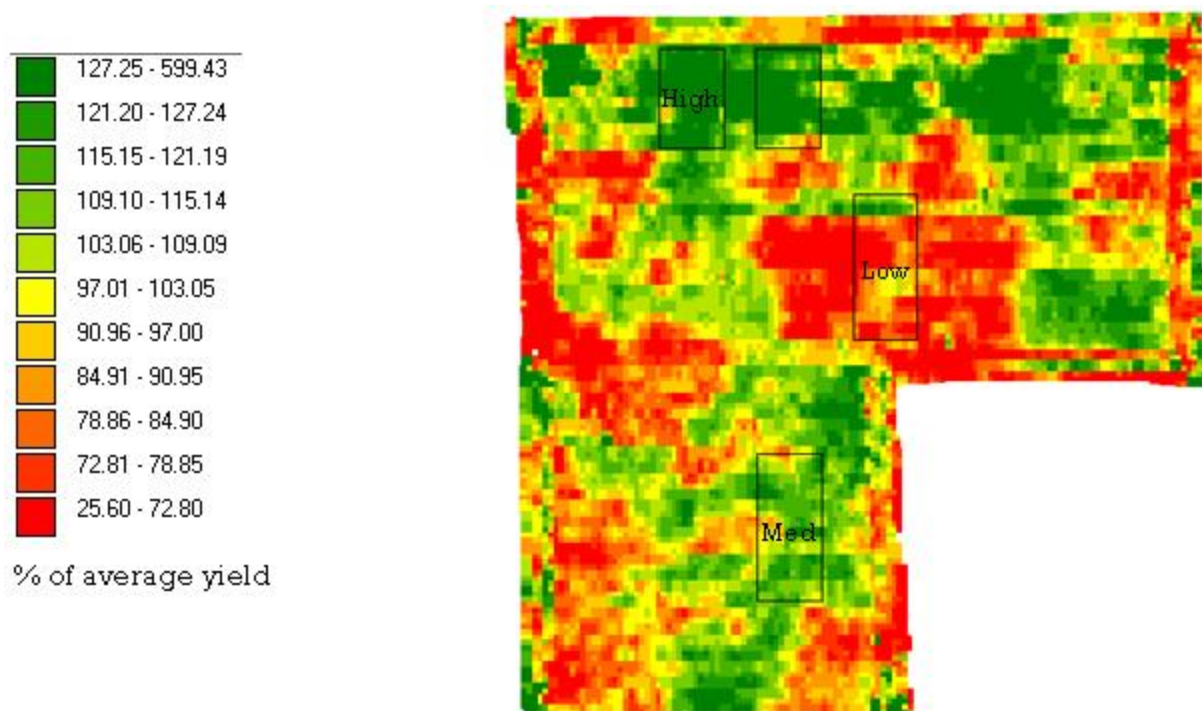 127.25 - 599.43
121.20 - 127.24
115.15 - 121.19
109.10 - 115.14
103.06 - 109.09
97.01 - 103.05
90.96 - 97.00
84.91 - 90.95
78.86 - 84.90
72.81 - 78.85
25.60 - 72.80
% of average yield
High
Low
Med